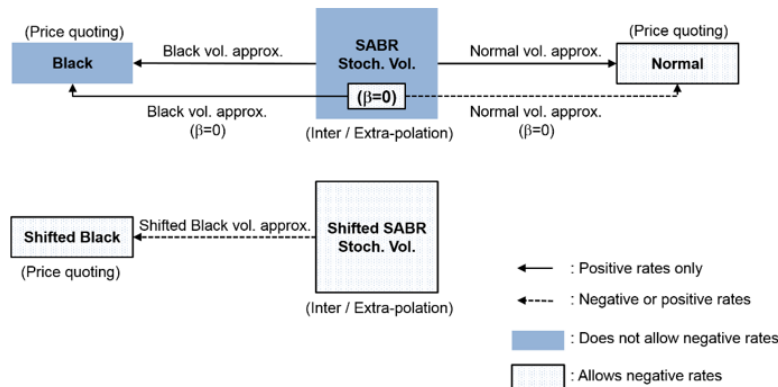 (Price quoting)
Black
Black vol. approx.
SABR
Stoch. Vol.
Normal vol. approx.
(Price quoting)
Normal
(β=0)
Black vol. approx.
(β=0)
Normal vol. approx.
(β=0)
(Inter / Extra-polation)
Shifted Black
(Price quoting)
Shifted Black vol. approx.
Shifted SABR
Stoch. Vol.
(Inter / Extra-polation)
: Positive rates only
: Negative or positive rates
: Does not allow negative rates
: Allows negative rates